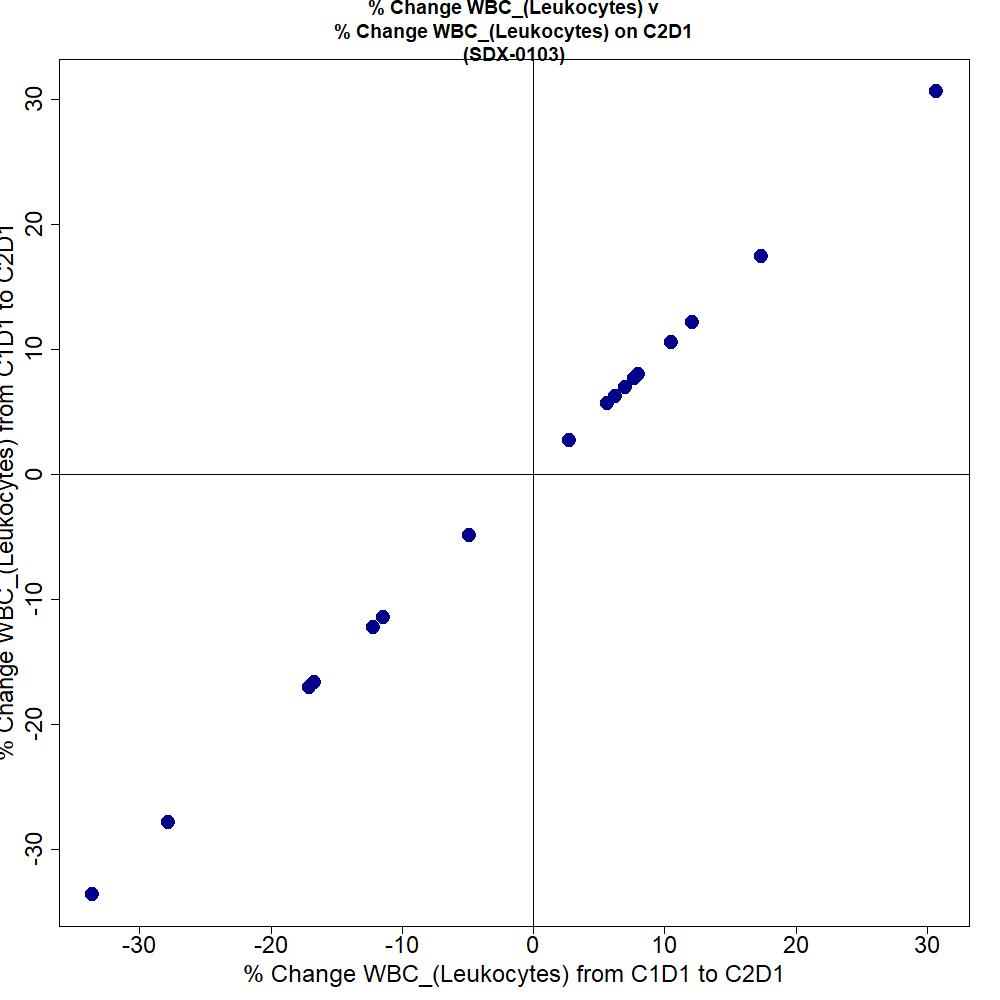 % Change WBC_(Leukocytes) v
% Change WBC_(Leukocytes) on C2D1
(SDX-0103)
% Change WBC_(Leukocytes) from C1D1 to C2D1
30
20
10
0
-10
-20
-30
-30
-20
-10
0
10
20
30
% Change WBC_(Leukocytes) from C1D1 to C2D1